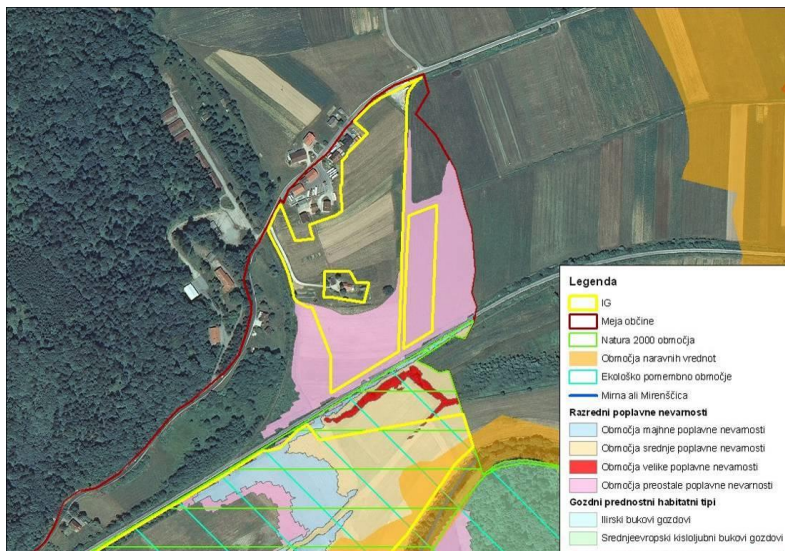 Legenda
IG
Meja občine
Natura 2000 območja
Območja naravnih vrednot
Ekološko pomembno območje
Mirna ali Mirenščica
Razredni poplavne nevarnosti
Območja majhne poplavne nevarnosti
Območja srednje poplavne nevarnosti
Območja velike poplavne nevarnosti
Območja preostale poplavne nevarnosti
Gozdni prednostni habitatni tipi
Ilirski bukovi gozdovi
Srednjeevropski kisloljubni bukovi gozdovi